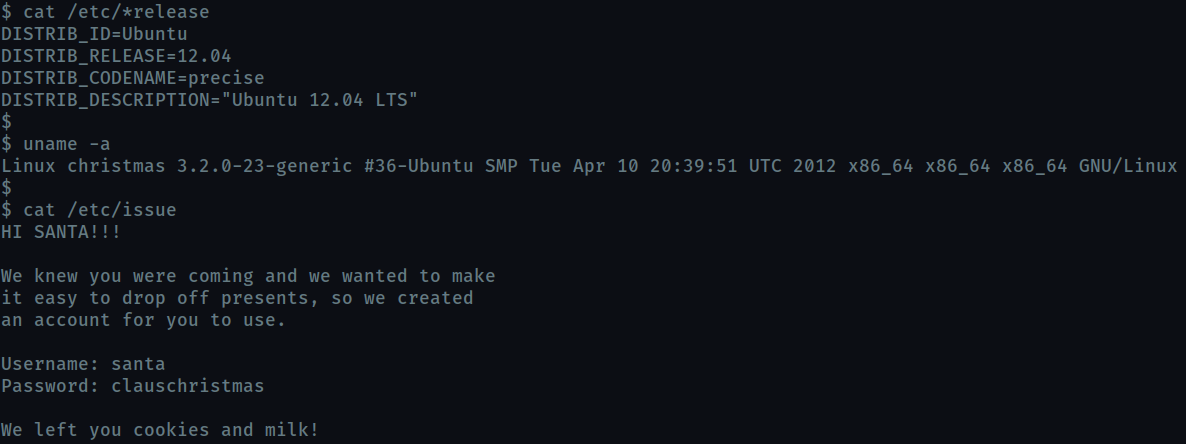 $ cat /etc/*release
DISTRIB_ID=Ubuntu
DISTRIB_RELEASE=12.04
DISTRIB_CODENAME=precise
DISTRIB_DESCRIPTION="Ubuntu 12.04 LTS"
$
$ uname -a
Linux christmas 3.2.0-23-generic #36-Ubuntu SMP Tue Apr 10 20:39:51 UTC 2012 x86_64 x86_64 x86_64 GNU/Linux
$
$ cat /etc/issue
HI SANTA!!!
We knew you were coming and we wanted to make
it easy to drop off presents, so we created
an account for you to use.
Username: santa
Password: clauschristmas
We left you cookies and milk!